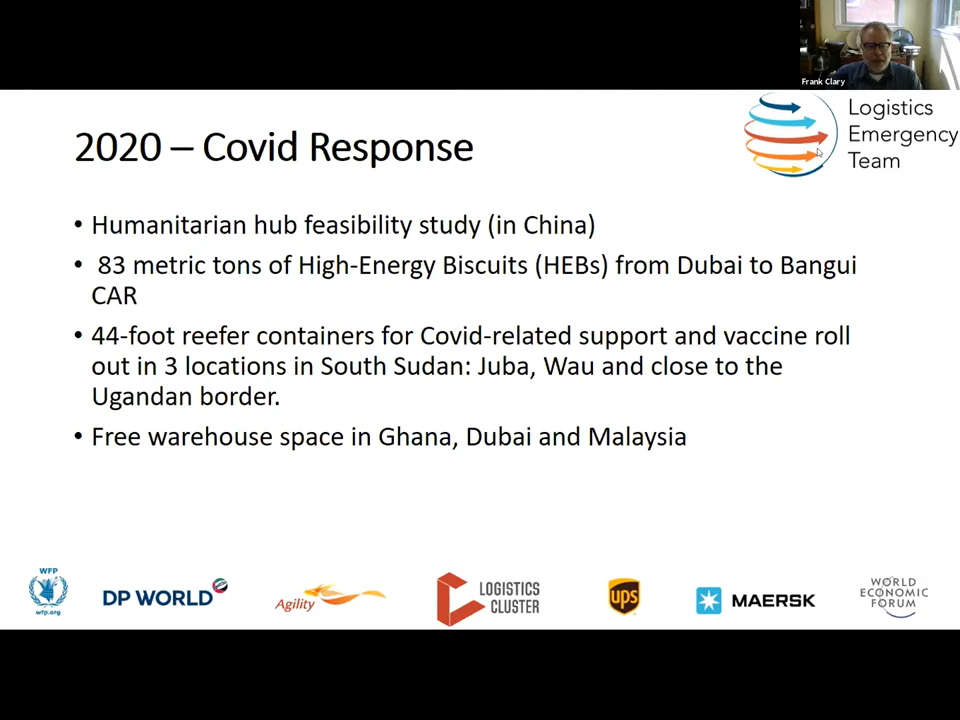 Frank Clary
Logistics
Emergency
Team
2020 – Covid Response
• Humanitarian hub feasibility study (in China)
• 83 metric tons of High-Energy Biscuits (HEBs) from Dubai to Bangui
CAR
• 44-foot reefer containers for Covid-related support and vaccine roll
out in 3 locations in South Sudan: Juba, Wau and close to the
Ugandan border.
• Free warehouse space in Ghana, Dubai and Malaysia
WFP
wfp.org
DP WORLD
Agility
LOGISTICS
CLUSTER
ups
MAERSK
WORLD
ECONOMIC
FORUM